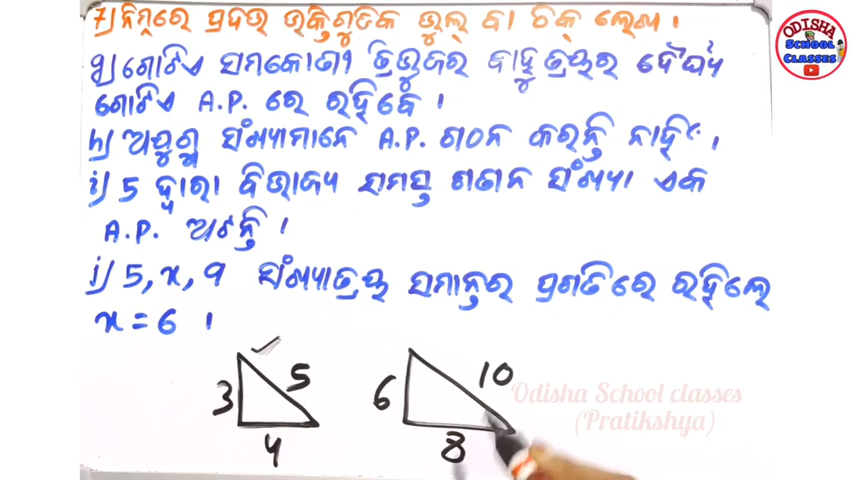 7) ନିମ୍ନରେ ପ୍ରଦତ୍ତ ଉକ୍ତିଗୁଡିକ ଭୁଲ୍ ବା ଠିକ୍ ଲେଖ ।
g) ଗୋଟିଏ ସମକୋଣୀ ତ୍ରିଭୁଜର ବାହୁତ୍ରୟର ଦୈର୍ଘ୍ୟ
ଗୋଟିଏ A.P. ରେ ରହିବେ ।
h) ଅଯୁଗ୍ମ ସଂଖ୍ୟାମାନେ A.P. ଗଠନ କରନ୍ତି ନାହିଁ ।
i) 5 ଦ୍ୱାରା ବିଭାଜ୍ୟ ସମସ୍ତ ଗଣନ ସଂଖ୍ୟା ଏକ
A.P. ଅଟନ୍ତି ।
j) 5, x, 9 ସଂଖ୍ୟାତ୍ରୟ ସମାନ୍ତର ପ୍ରଗତିରେ ରହିଲେ
x = 6 ।
3 5 4
6 10 8
ODISHA
SCHOOL
CLASSES
Odisha School classes
(Pratikshya)